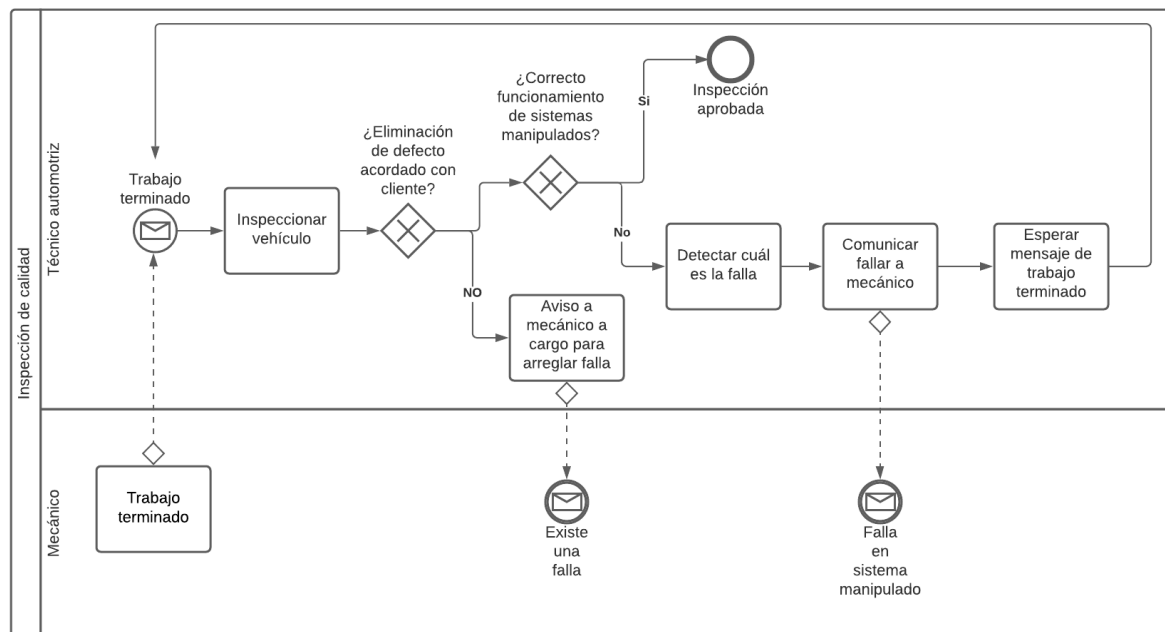 Inspección de calidad
Técnico automotriz
Trabajo
terminado
Inspeccionar
vehículo
¿Eliminación
de defecto
acordado con
cliente?
NO
Aviso a
mecánico a
cargo para
arreglar falla
¿Correcto
funcionamiento
de sistemas
manipulados?
Si
Inspección
aprobada
No
Detectar cuál
es la falla
Comunicar
fallar a
mecánico
Esperar
mensaje de
trabajo
terminado
Mecánico
Trabajo
terminado
Existe
una
falla
Falla
en
sistema
manipulado